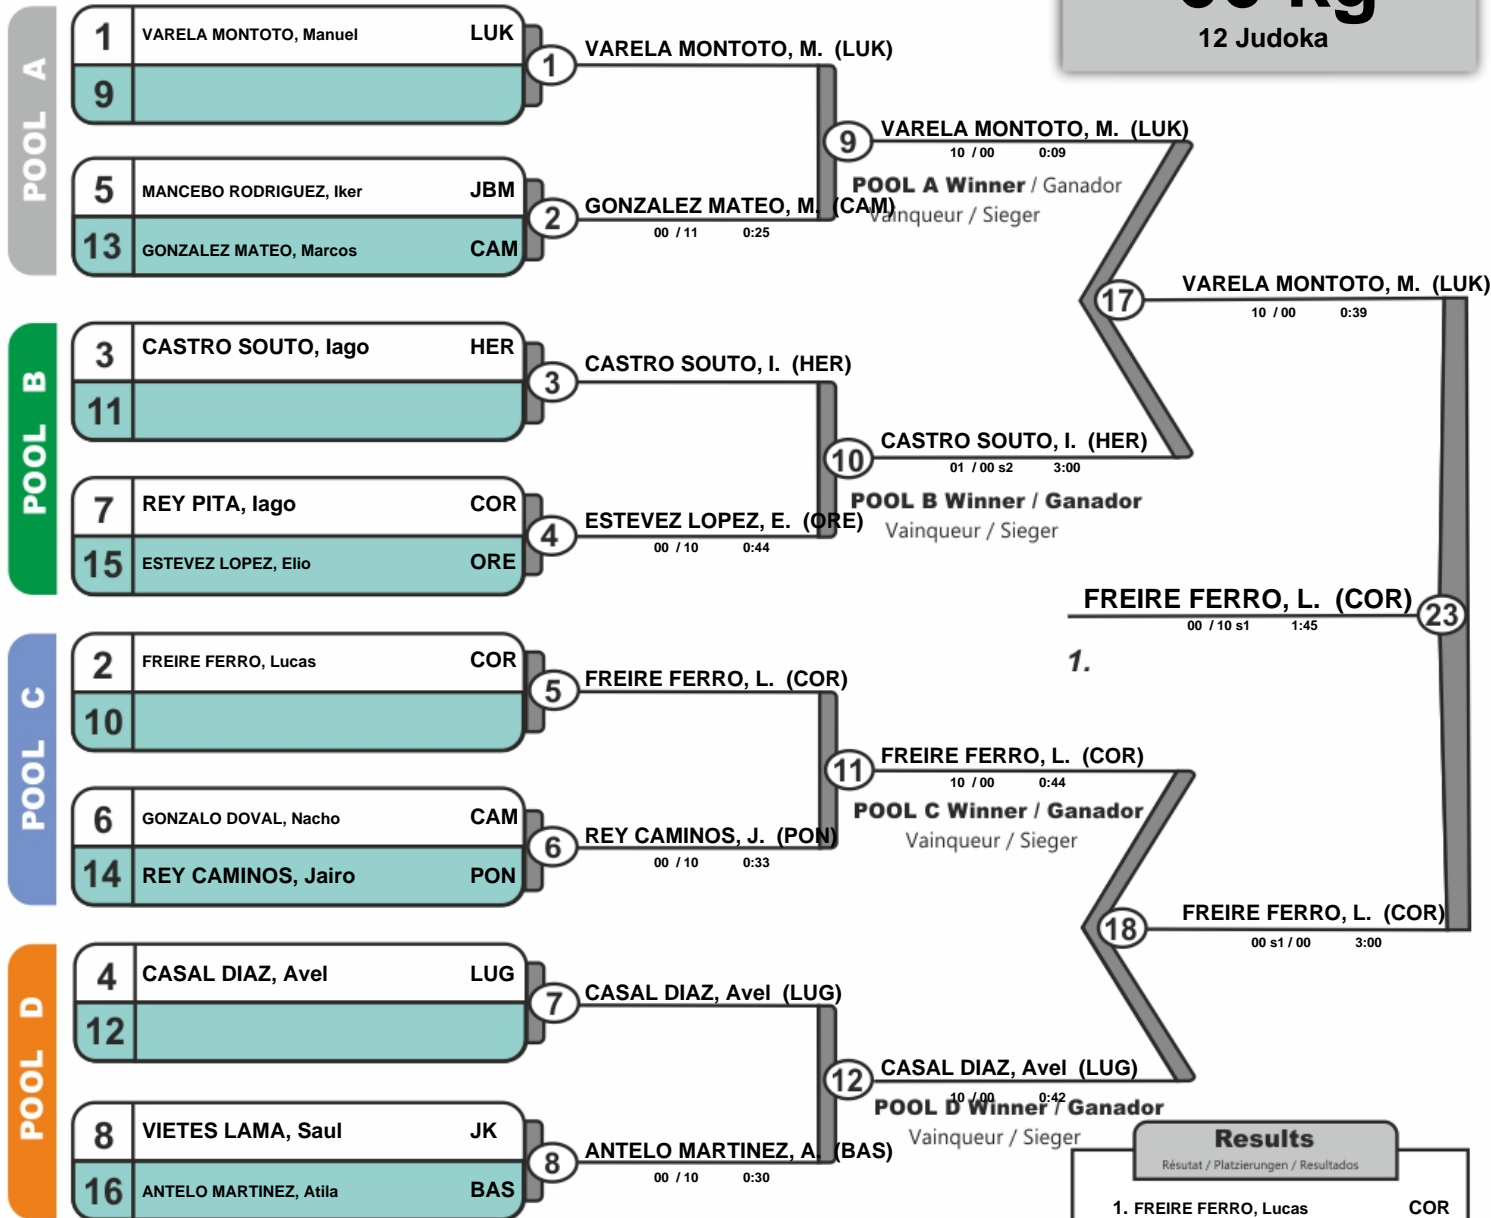 12 Judoka
POOL A
1 VARELA MONTOTO, Manuel LUK
9
5 MANCEBO RODRIGUEZ, Iker JBM
13 GONZALEZ MATEO, Marcos CAM
1 VARELA MONTOTO, M. (LUK)
2 GONZALEZ MATEO, M. (CAM)
00 / 11 0:25
9 VARELA MONTOTO, M. (LUK)
10 / 00 0:09
POOL A Winner / Ganador
Vainqueur / Sieger
POOL B
3 CASTRO SOUTO, Iago HER
11
7 REY PITA, Iago COR
15 ESTEVEZ LOPEZ, Elio ORE
3 CASTRO SOUTO, I. (HER)
4 ESTEVEZ LOPEZ, E. (ORE)
00 / 10 0:44
10 CASTRO SOUTO, I. (HER)
01 / 00 s2 3:00
POOL B Winner / Ganador
Vainqueur / Sieger
17 VARELA MONTOTO, M. (LUK)
10 / 00 0:39
FREIRE FERRO, L. (COR) 23
00 / 10 s1 1:45
1.
POOL C
2 FREIRE FERRO, Lucas COR
10
6 GONZALO DOVAL, Nacho CAM
14 REY CAMINOS, Jairo PON
5 FREIRE FERRO, L. (COR)
6 REY CAMINOS, J. (PON)
00 / 10 0:33
11 FREIRE FERRO, L. (COR)
10 / 00 0:44
POOL C Winner / Ganador
Vainqueur / Sieger
18 FREIRE FERRO, L. (COR)
00 s1 / 00 3:00
POOL D
4 CASAL DIAZ, Avel LUG
12
8 VIETES LAMA, Saul JK
16 ANTELO MARTINEZ, Atila BAS
7 CASAL DIAZ, Avel (LUG)
8 ANTELO MARTINEZ, A. (BAS)
00 / 10 0:30
12 CASAL DIAZ, Avel (LUG)
10 / 00 0:42
POOL D Winner / Ganador
Vainqueur / Sieger
Results
Résutat / Platzierungen / Resultados
1. FREIRE FERRO, Lucas COR